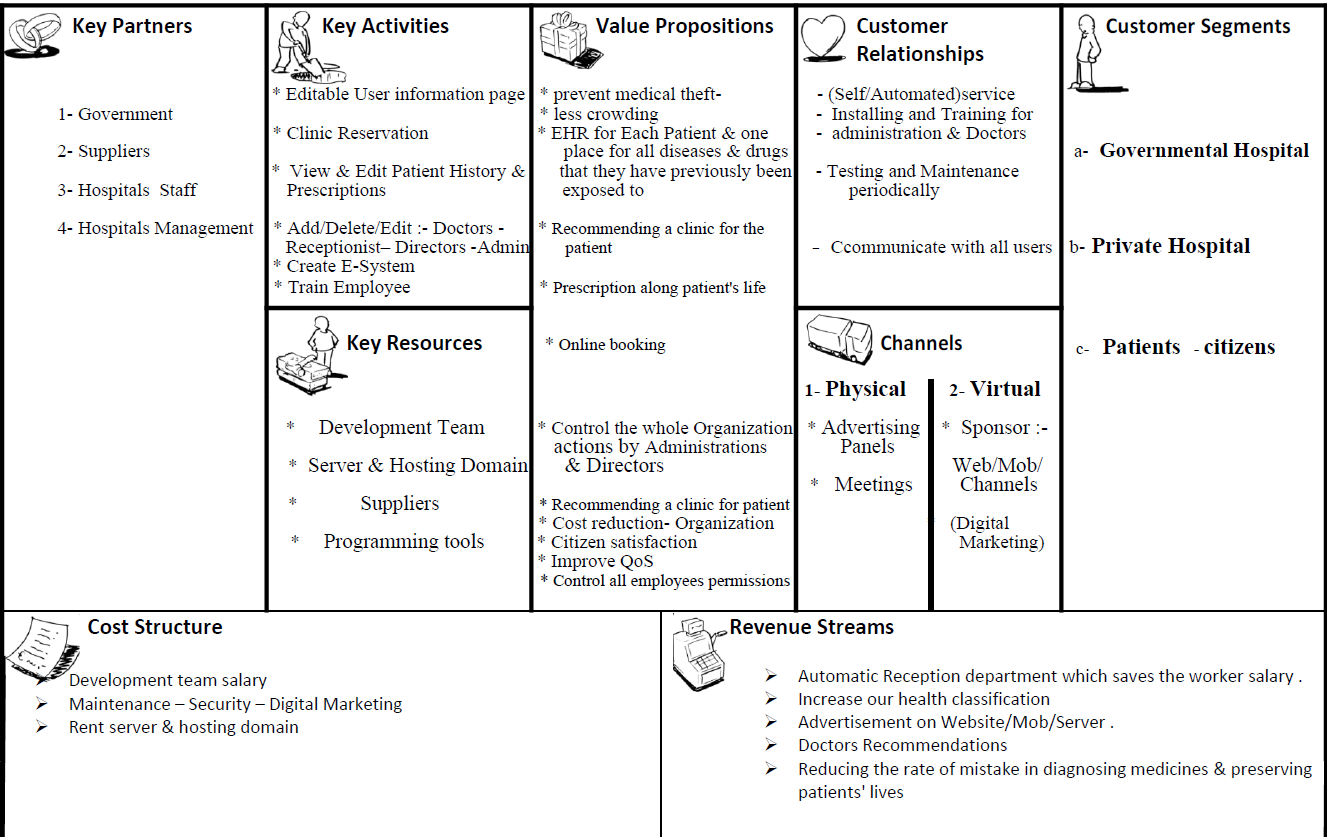 Key Partners
1- Government
2- Suppliers
3- Hospitals Staff
4- Hospitals Management
Key Activities
* Editable User information page
* Clinic Reservation
* View & Edit Patient History &
Prescriptions
* Add/Delete/Edit :- Doctors -
Receptionist– Directors -Admin
* Create E-System
* Train Employee
Key Resources
* Development Team
* Server & Hosting Domain
* Suppliers
* Programming tools
Value Propositions
* prevent medical theft-
* less crowding
* EHR for Each Patient & one
place for all diseases & drugs
that they have previously been
exposed to
* Recommending a clinic for the
patient
* Prescription along patient's life
* Online booking
* Control the whole Organization
actions by Administrations
& Directors
* Recommending a clinic for patient
* Cost reduction- Organization
* Citizen satisfaction
* Improve QoS
* Control all employees permissions
Customer
Relationships
- (Self/Automated)service
- Installing and Training for
- administration & Doctors
- Testing and Maintenance
periodically
- Ccommunicate with all users
Channels
1- Physical
* Advertising
Panels
* Meetings
2- Virtual
* Sponsor :-
Web/Mob/
Channels
(Digital
Marketing)
Customer Segments
a- Governmental Hospital
b- Private Hospital
c- Patients - citizens
Cost Structure
➢ Development team salary
➢ Maintenance – Security – Digital Marketing
➢ Rent server & hosting domain
Revenue Streams
➢ Automatic Reception department which saves the worker salary .
➢ Increase our health classification
➢ Advertisement on Website/Mob/Server .
➢ Doctors Recommendations
➢ Reducing the rate of mistake in diagnosing medicines & preserving
patients' lives